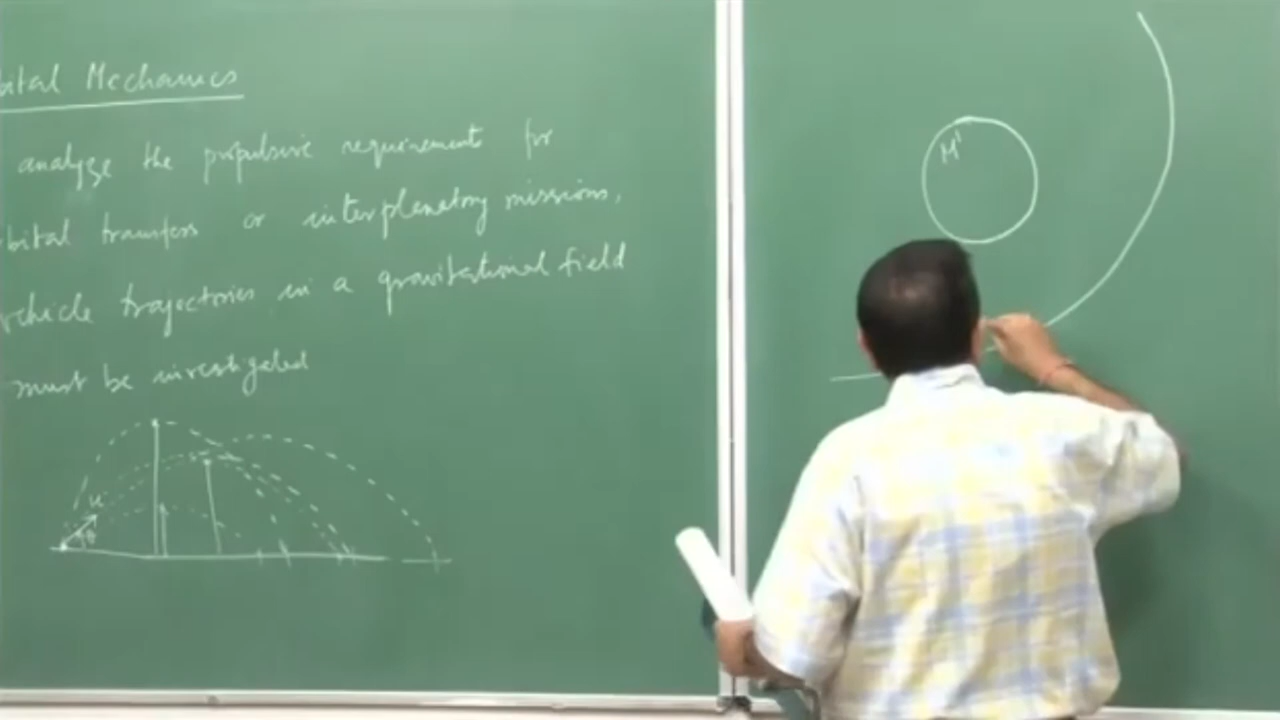 bital Mechanics
analyze the propulsive requirements for
bital transfers or interplanetary missions,
vehicle trajectories in a gravitational field
must be investigated
u
θ
M'